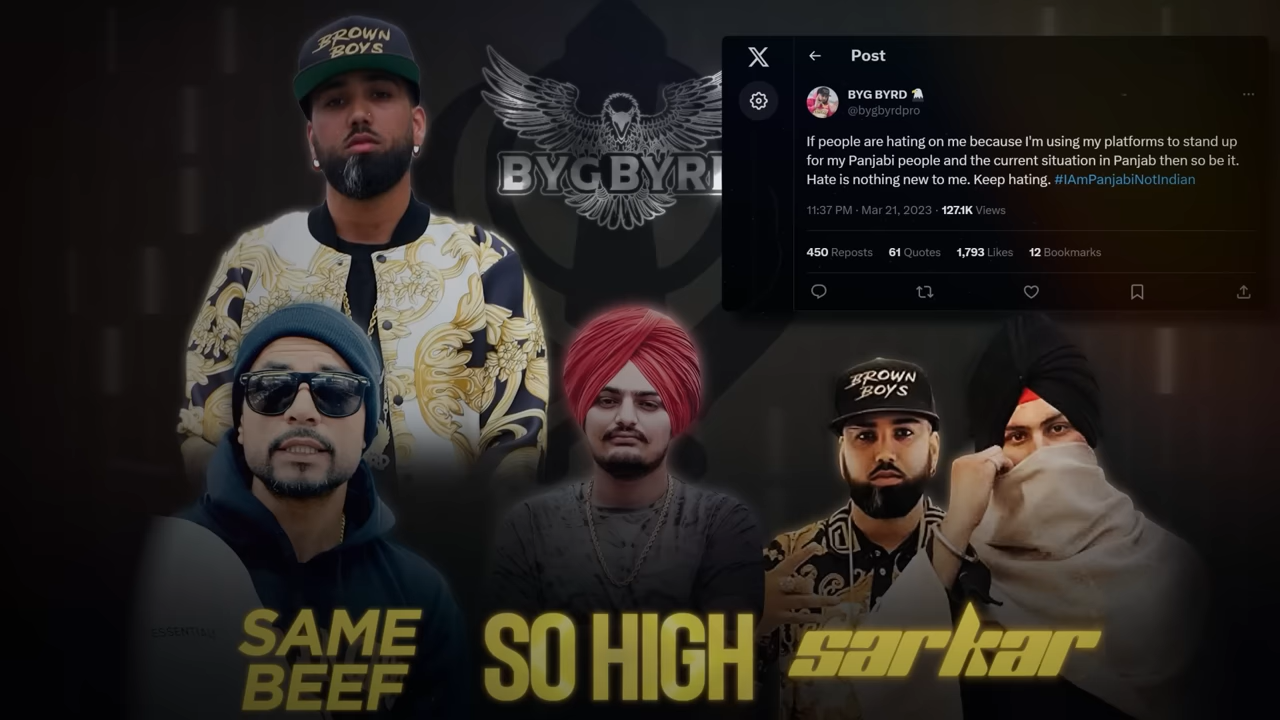 BROWN
BOYS
BYG BYR
Post
BYG BYRD
@bygbyrdpro
If people are hating on me because I'm using my platforms to stand up
for my Panjabi people and the current situation in Panjab then so be it.
Hate is nothing new to me. Keep hating. #IAmPanjabiNotIndian
11:37 PM · Mar 21, 2023 · 127.1K Views
450 Reposts 61 Quotes 1,793 Likes 12 Bookmarks
BROWN
BOYS
ESSENTIALS
SAME
BEEF
SO HIGH
sarkar